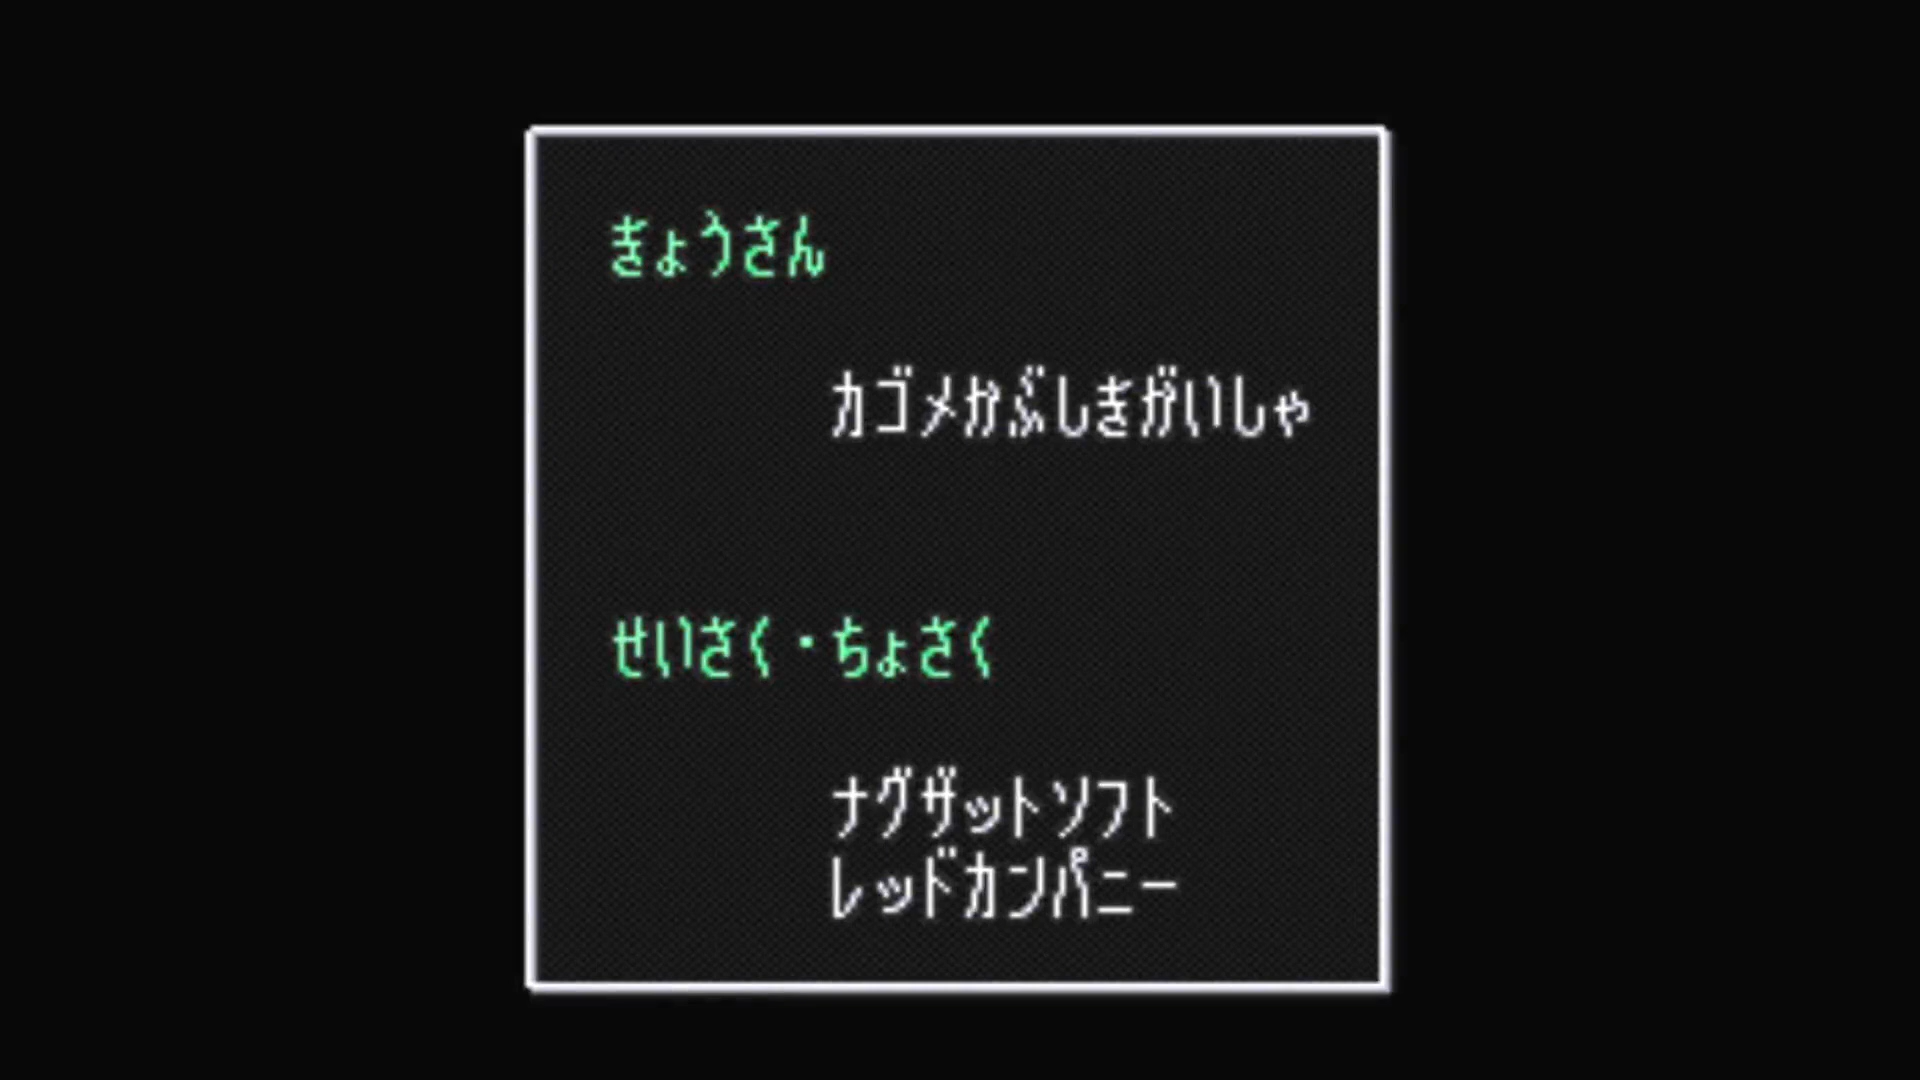 きょうさん
カゴメかぶしきがいしゃ
せいさく・ちょさく
ナグザットソフト
レッドカンパニー